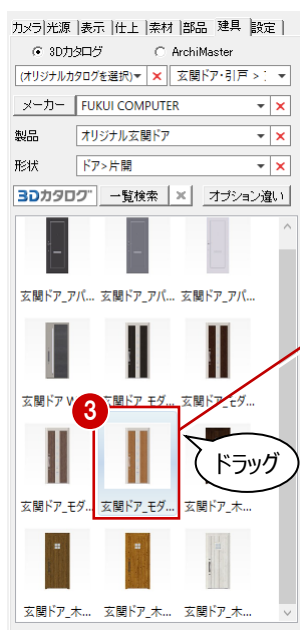 カメラ|光源 |表示 |仕上 |素材 |部品 建具 |設定 |
3Dカタログ ArchiMaster
(オリジナルカタログを選択) 玄関ドア・引戸 >
メーカー FUKUI COMPUTER
製品 オリジナル玄関ドア
形状 ドア>片開
3Dカタログ 一覧検索 オプション違い
玄関ドア_アパ... 玄関ドア_アパ... 玄関ドア_アパ...
玄関ドア W 玄関ドア_モダ 玄関ドア_モダ...
3
ドラッグ
玄関ドア_モダ... 玄関ドア_モダ... 玄関ドア_木...
玄関ドア_木... 玄関ドア_木... 玄関ドア_木...